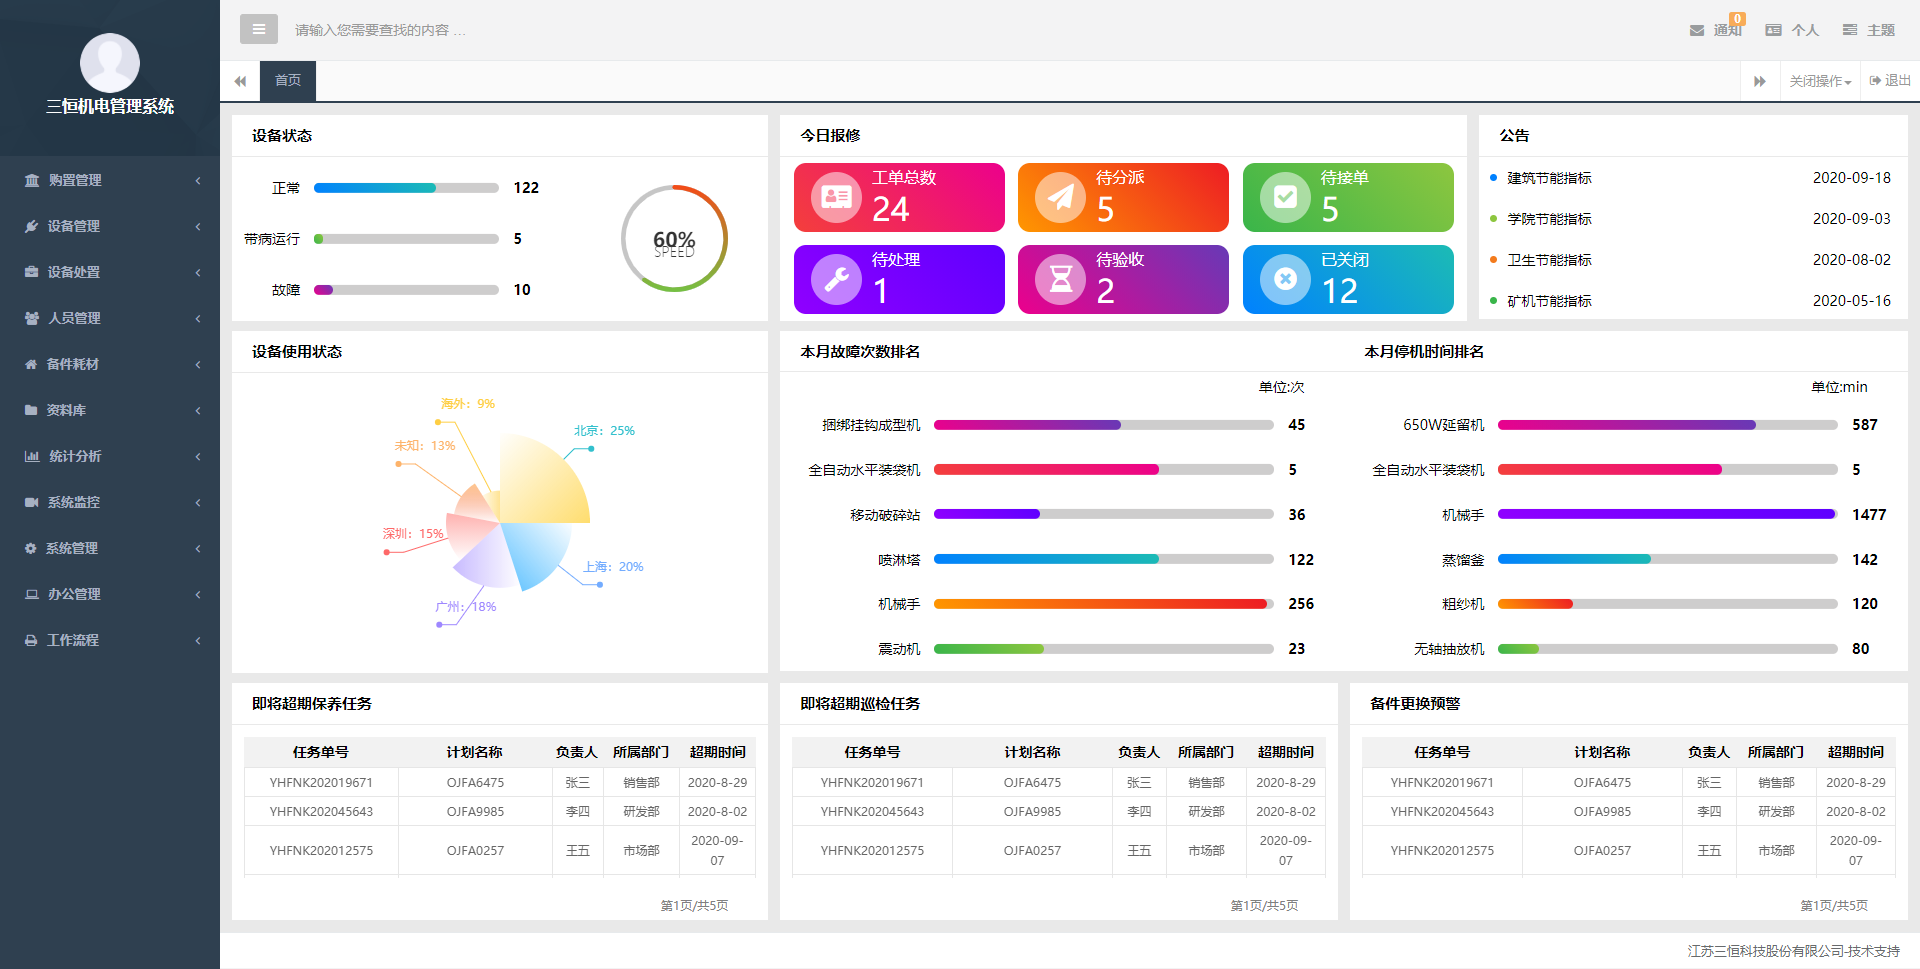 三恒机电管理系统
购置管理
设备管理
设备处置
人员管理
备件耗材
资料库
统计分析
系统监控
系统管理
办公管理
工作流程
请输入您需要查找的内容 ...
通知 0
个人
主题
首页
关闭操作
退出
设备状态
正常 122
带病运行 5
故障 10
60%
SPEED
今日报修
工单总数
24
待分派
5
待接单
5
待处理
1
待验收
2
已关闭
12
公告
建筑节能指标 2020-09-18
学院节能指标 2020-09-03
卫生节能指标 2020-08-02
矿机节能指标 2020-05-16
设备使用状态
海外：9%
北京：25%
未知：13%
深圳：15%
上海：20%
广州：18%
本月故障次数排名
单位:次
捆绑挂钩成型机 45
全自动水平装袋机 5
移动破碎站 36
喷淋塔 122
机械手 256
震动机 23
本月停机时间排名
单位:min
650W延留机 587
全自动水平装袋机 5
机械手 1477
蒸馏釜 142
粗纱机 120
无轴抽放机 80
即将超期保养任务
任务单号 计划名称 负责人 所属部门 超期时间
YHFNK202019671 OJFA6475 张三 销售部 2020-8-29
YHFNK202045643 OJFA9985 李四 研发部 2020-8-02
YHFNK202012575 OJFA0257 王五 市场部 2020-09-07
第1页/共5页
即将超期巡检任务
任务单号 计划名称 负责人 所属部门 超期时间
YHFNK202019671 OJFA6475 张三 销售部 2020-8-29
YHFNK202045643 OJFA9985 李四 研发部 2020-8-02
YHFNK202012575 OJFA0257 王五 市场部 2020-09-07
第1页/共5页
备件更换预警
任务单号 计划名称 负责人 所属部门 超期时间
YHFNK202019671 OJFA6475 张三 销售部 2020-8-29
YHFNK202045643 OJFA9985 李四 研发部 2020-8-02
YHFNK202012575 OJFA0257 王五 市场部 2020-09-07
第1页/共5页
江苏三恒科技股份有限公司-技术支持